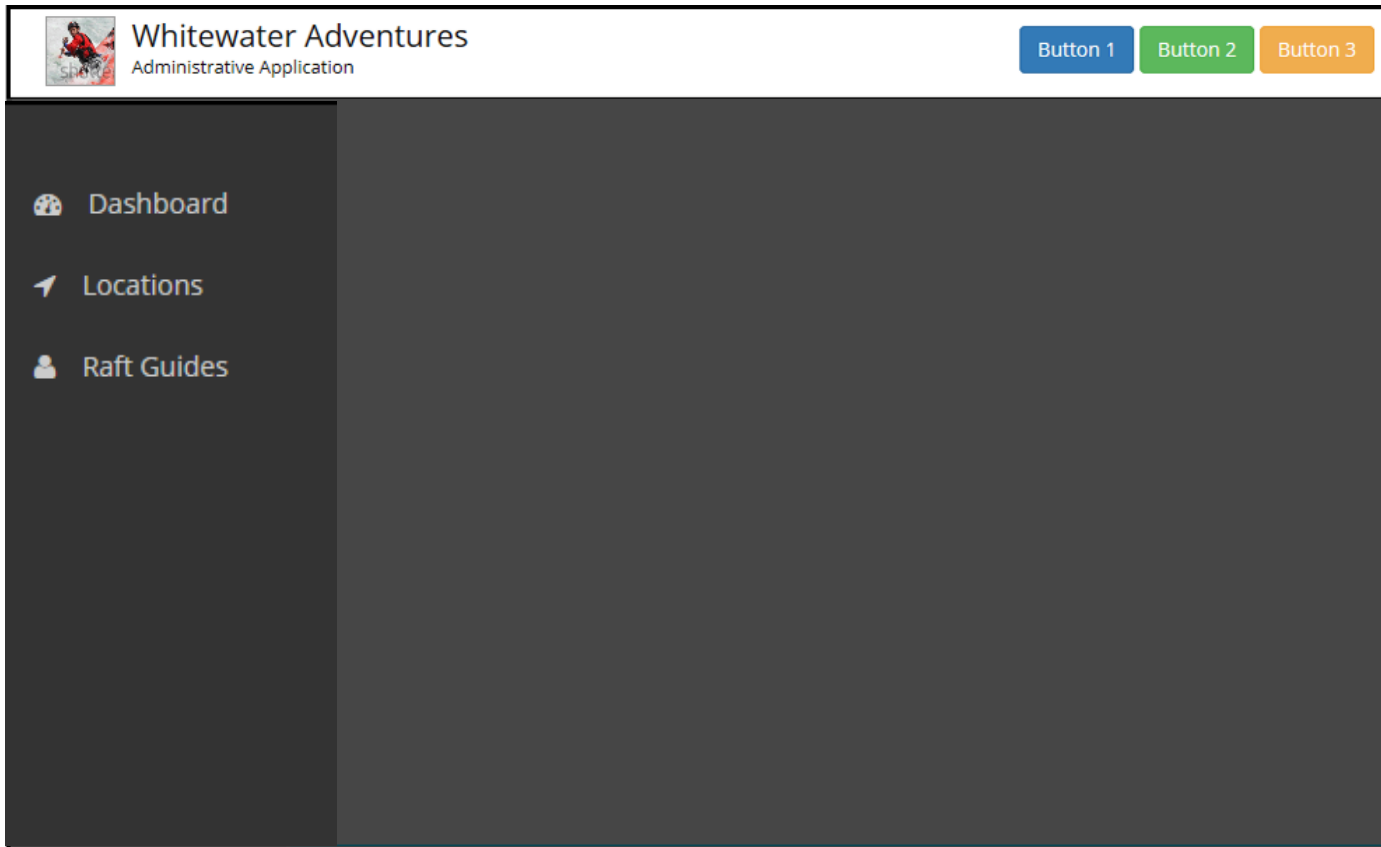 Whitewater Adventures
Administrative Application
Button 1 Button 2 Button 3
Dashboard
Locations
Raft Guides